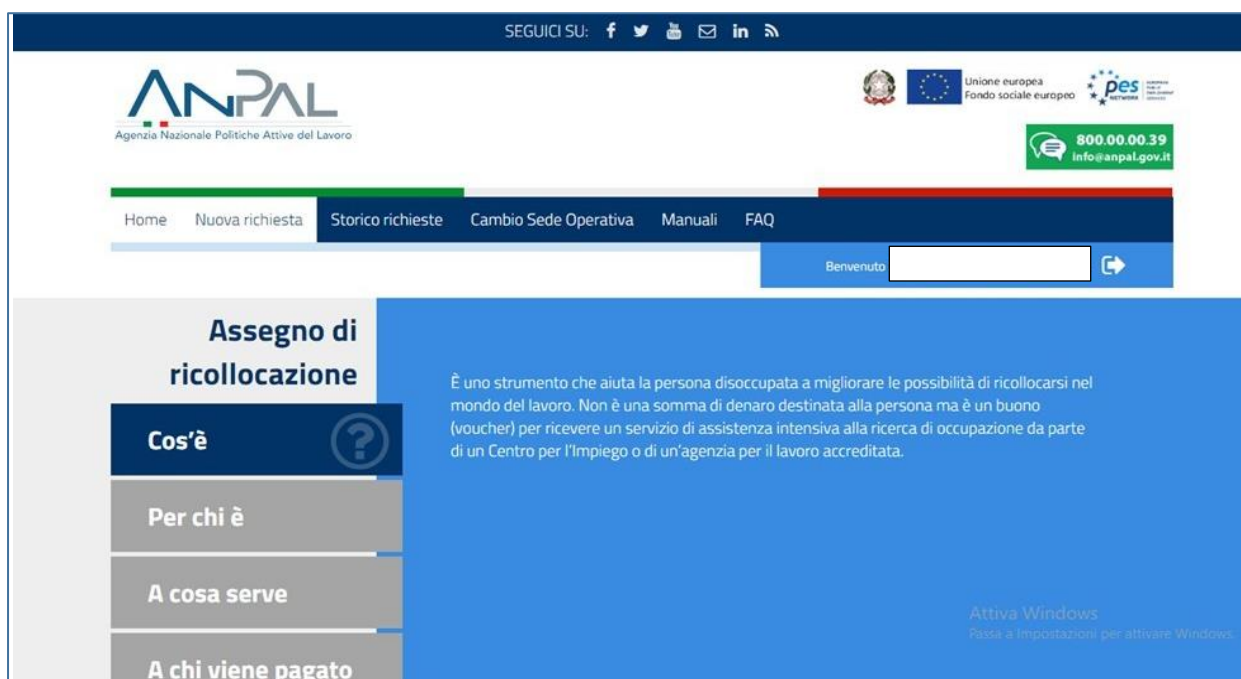 SEGUICI SU:
ANPAL
Agenzia Nazionale Politiche Attive del Lavoro
Unione europea
Fondo sociale europeo
pes
NETWORK
800.00.00.39
info@anpal.gov.it
Home Nuova richiesta Storico richieste Cambio Sede Operativa Manuali FAQ
Benvenuto
Assegno di
ricollocazione
Cos'è
Per chi è
A cosa serve
A chi viene pagato
È uno strumento che aiuta la persona disoccupata a migliorare le possibilità di ricollocarsi nel
mondo del lavoro. Non è una somma di denaro destinata alla persona ma è un buono
(voucher) per ricevere un servizio di assistenza intensiva alla ricerca di occupazione da parte
di un Centro per l'Impiego o di un'agenzia per il lavoro accreditata.
Attiva Windows
Passa a Impostazioni per attivare Windows.